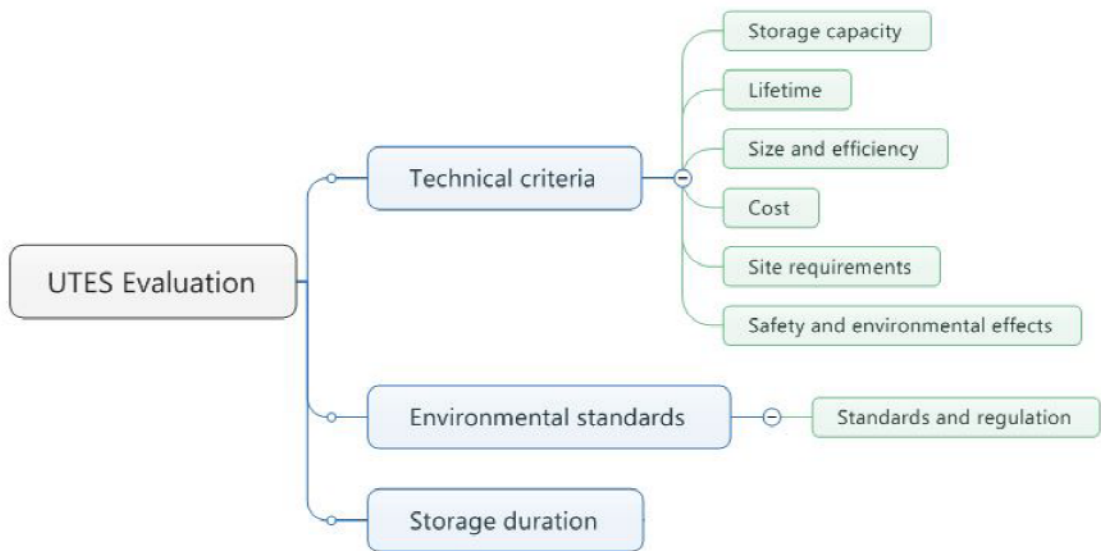 UTES Evaluation
Technical criteria
Storage capacity
Lifetime
Size and efficiency
Cost
Site requirements
Safety and environmental effects
Environmental standards
Standards and regulation
Storage duration